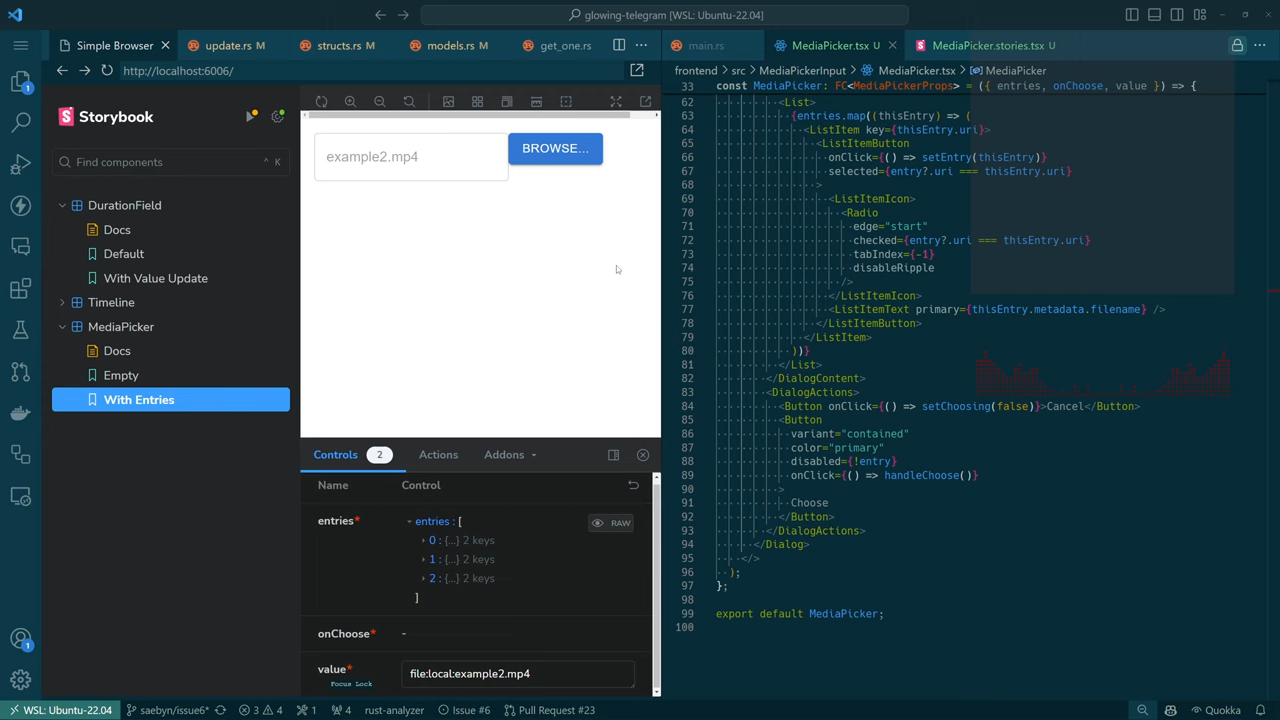 glowing-telegram [WSL: Ubuntu-22.04]
Simple Browser
update.rs M
structs.rs M
models.rs M
get_one.rs
main.rs
MediaPicker.tsx U
MediaPicker.stories.tsx U
http://localhost:6006/
frontend > src > MediaPickerInput > MediaPicker.tsx > MediaPicker
Storybook
Find components
^ K
DurationField
Docs
Default
With Value Update
Timeline
MediaPicker
Docs
Empty
With Entries
example2.mp4
BROWSE...
Controls 2
Actions
Addons
Name Control
entries* entries : [
RAW
0 : {...} 2 keys
1 : {...} 2 keys
2 : {...} 2 keys
]
onChoose* -
value* file:local:example2.mp4
Focus Lock
33 const MediaPicker: FC<MediaPickerProps> = ({ entries, onChoose, value }) => {
62 <List>
63 {entries.map((thisEntry) => (
64 <ListItem key={thisEntry.uri}>
65 <ListItemButton
66 onClick={() => setEntry(thisEntry)}
67 selected={entry?.uri === thisEntry.uri}
68 >
69 <ListItemIcon>
70 <Radio
71 edge="start"
72 checked={entry?.uri === thisEntry.uri}
73 tabIndex={-1}
74 disableRipple
75 />
76 </ListItemIcon>
77 <ListItemText primary={thisEntry.metadata.filename} />
78 </ListItemButton>
79 </ListItem>
80 ))}
81 </List>
82 </DialogContent>
83 <DialogActions>
84 <Button onClick={() => setChoosing(false)}>Cancel</Button>
85 <Button
86 variant="contained"
87 color="primary"
88 disabled={!entry}
89 onClick={() => handleChoose()}
90 >
91 Choose
92 </Button>
93 </DialogActions>
94 </Dialog>
95 </>
96 );
97 };
98
99 export default MediaPicker;
100
1
1
WSL: Ubuntu-22.04
saebyn/issue6*
3
4
1
4
rust-analyzer
Issue #6
Pull Request #23
Quokka